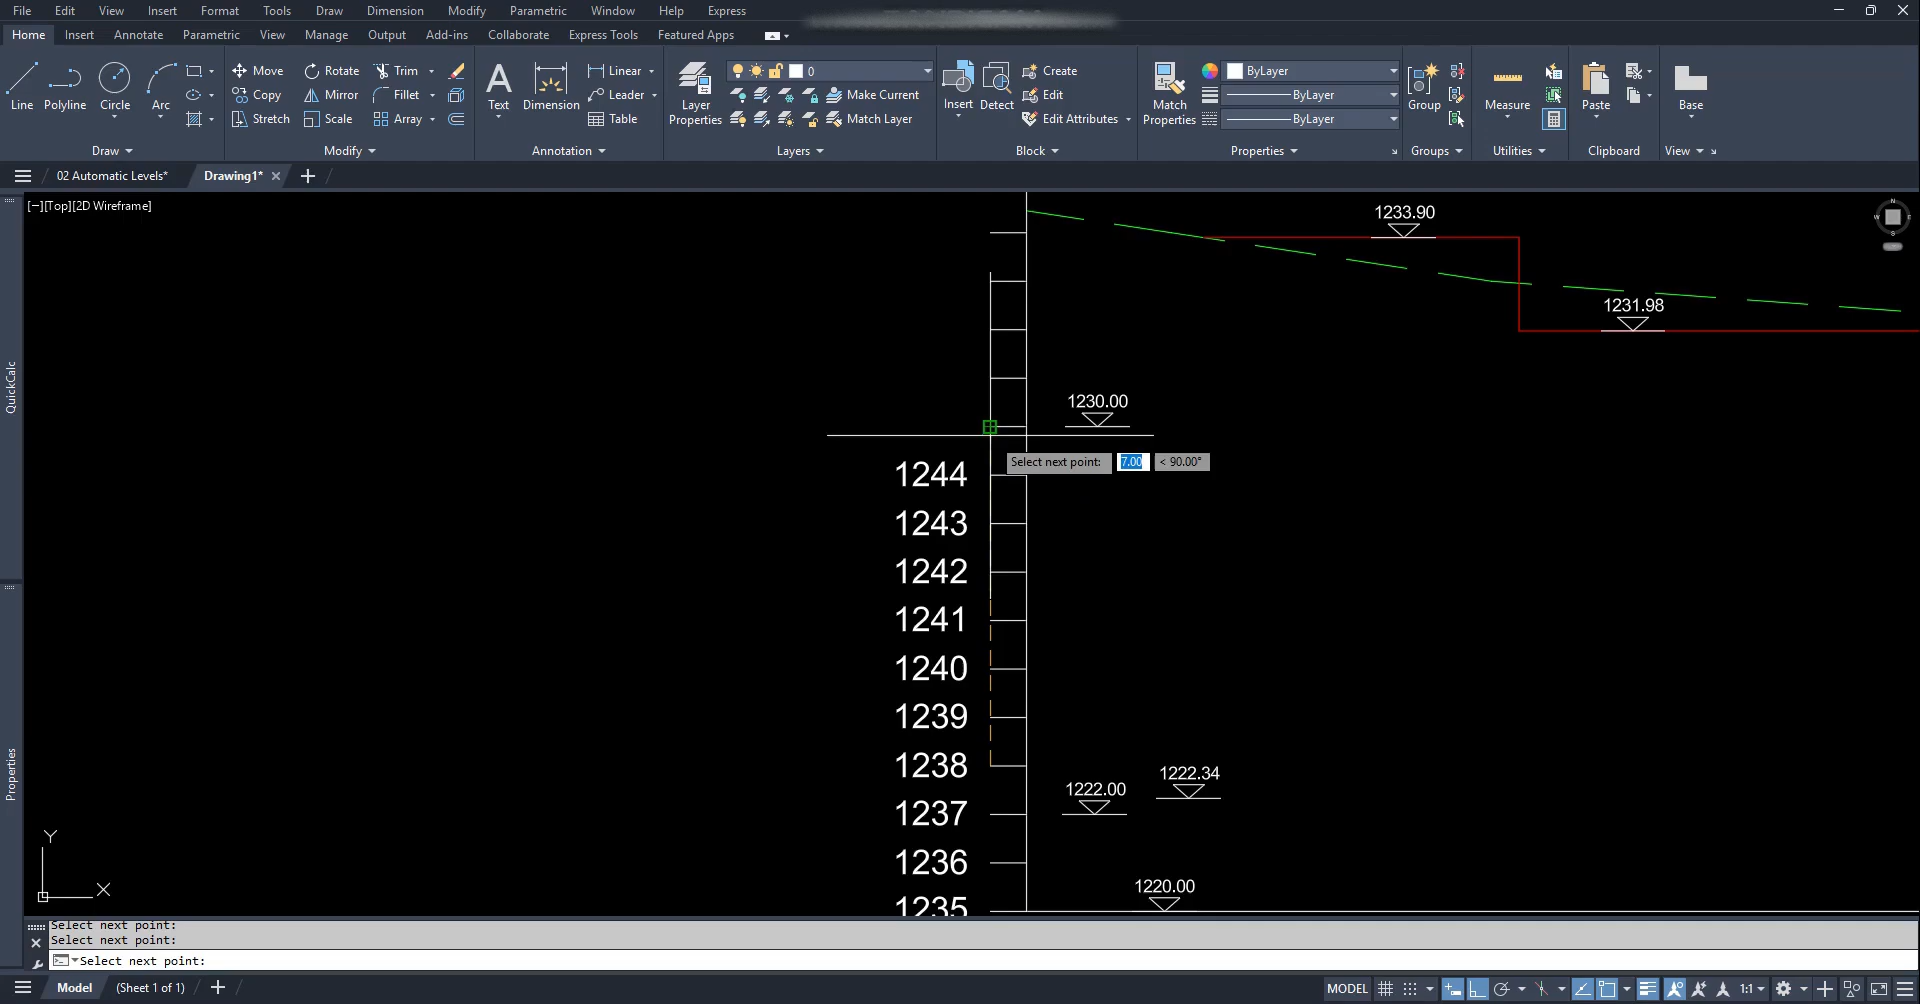 File Edit View Insert Format Tools Draw Dimension Modify Parametric Window Help Express
Home Insert Annotate Parametric View Manage Output Add-ins Collaborate Express Tools Featured Apps
Line Polyline Circle Arc
Move Rotate Trim
Copy Mirror Fillet
Stretch Scale Array
Text Dimension
Linear
Leader
Table
Layer Properties
0
Make Current
Match Layer
Insert Detect
Create
Edit
Edit Attributes
Match Properties
ByLayer
ByLayer
ByLayer
Group
Measure
Paste
Base
Draw Modify Annotation Layers Block Properties Groups Utilities Clipboard View
02 Automatic Levels* Drawing1*
[−][Top][2D Wireframe]
N
W
E
S
1233.90
1231.98
1230.00
Select next point: 7.00 < 90.00°
1244
1243
1242
1241
1240
1239
1238
1237
1236
1235
1222.34
1222.00
1220.00
QuickCalc
Properties
Y
X
Select next point:
Select next point:
Select next point:
Model (Sheet 1 of 1)
MODEL 1:1